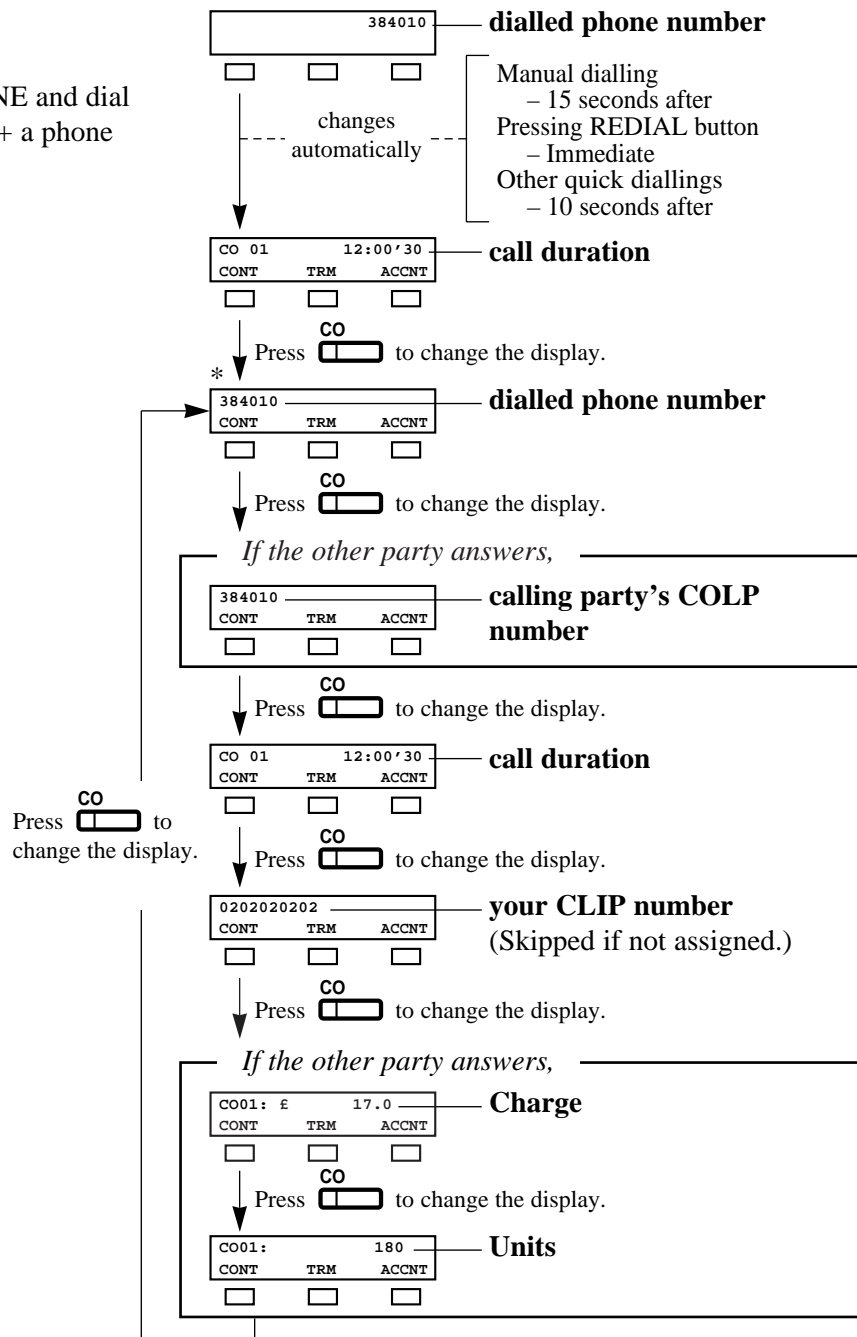 384010 dialled phone number
NE and dial
+ a phone
changes
automatically
Manual dialling
– 15 seconds after
Pressing REDIAL button
– Immediate
Other quick diallings
– 10 seconds after
CO 01 12:00'30 call duration
CONT TRM ACCNT
CO
Press to change the display.
*
384010 dialled phone number
CONT TRM ACCNT
CO
Press to change the display.
If the other party answers,
384010 calling party's COLP
CONT TRM ACCNT number
CO
Press to change the display.
CO 01 12:00'30 call duration
CONT TRM ACCNT
CO
Press to
change the display.
CO
Press to change the display.
0202020202 your CLIP number
CONT TRM ACCNT (Skipped if not assigned.)
CO
Press to change the display.
If the other party answers,
CO01: £ 17.0 Charge
CONT TRM ACCNT
CO
Press to change the display.
CO01: 180 Units
CONT TRM ACCNT